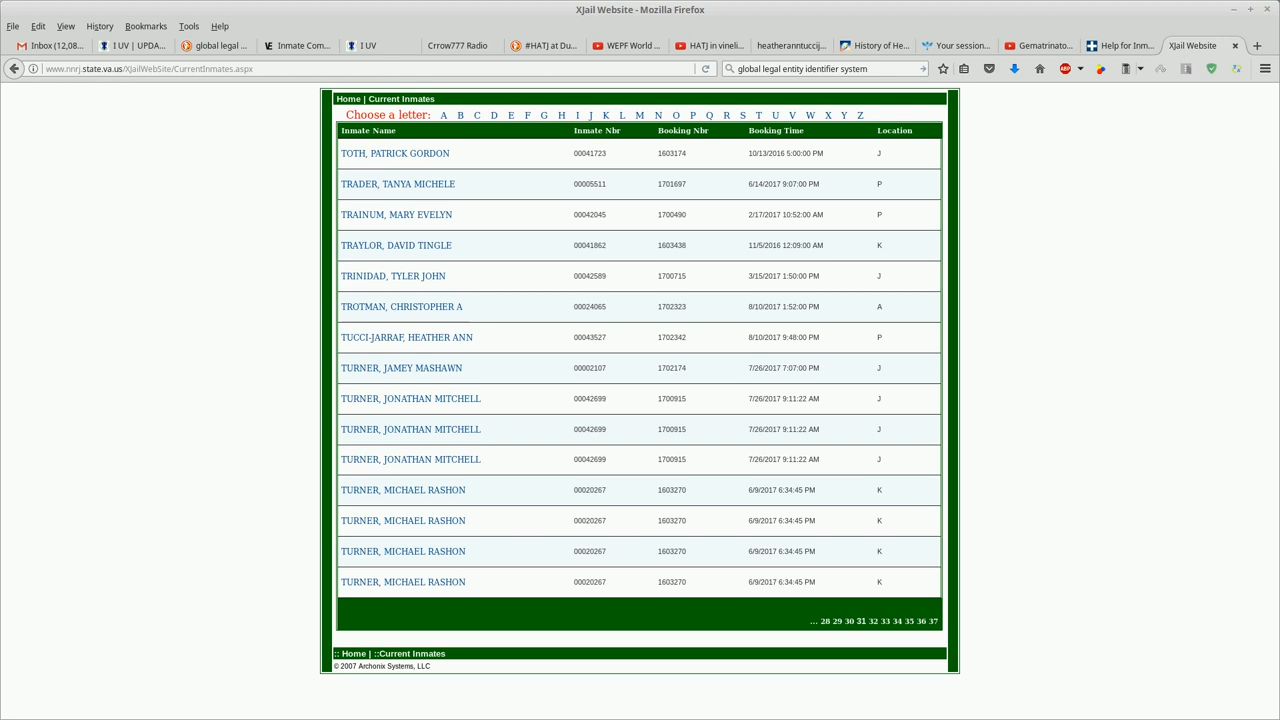 XJail Website - Mozilla Firefox
File Edit View History Bookmarks Tools Help
Inbox (12,08... I UV | UPDA... global legal ... Inmate Com... I UV Crrow777 Radio #HATJ at Du... WEPF World ... HATJ in vineli... heatheranntuccij... History of He... Your session... Gematrinato... Help for Inm... XJail Website
www.nnrj.state.va.us/XJailWebSite/CurrentInmates.aspx global legal entity identifier system
Home | Current Inmates
Choose a letter: A B C D E F G H I J K L M N O P Q R S T U V W X Y Z
Inmate Name Inmate Nbr Booking Nbr Booking Time Location
TOTH, PATRICK GORDON 00041723 1603174 10/13/2016 5:00:00 PM J
TRADER, TANYA MICHELE 00005511 1701697 6/14/2017 9:07:00 PM P
TRAINUM, MARY EVELYN 00042045 1700490 2/17/2017 10:52:00 AM P
TRAYLOR, DAVID TINGLE 00041862 1603438 11/5/2016 12:09:00 AM K
TRINIDAD, TYLER JOHN 00042589 1700715 3/15/2017 1:50:00 PM J
TROTMAN, CHRISTOPHER A 00024065 1702323 8/10/2017 1:52:00 PM A
TUCCI-JARRAF, HEATHER ANN 00043527 1702342 8/10/2017 9:48:00 PM P
TURNER, JAMEY MASHAWN 00002107 1702174 7/26/2017 7:07:00 PM J
TURNER, JONATHAN MITCHELL 00042699 1700915 7/26/2017 9:11:22 AM J
TURNER, JONATHAN MITCHELL 00042699 1700915 7/26/2017 9:11:22 AM J
TURNER, JONATHAN MITCHELL 00042699 1700915 7/26/2017 9:11:22 AM J
TURNER, MICHAEL RASHON 00020267 1603270 6/9/2017 6:34:45 PM K
TURNER, MICHAEL RASHON 00020267 1603270 6/9/2017 6:34:45 PM K
TURNER, MICHAEL RASHON 00020267 1603270 6/9/2017 6:34:45 PM K
TURNER, MICHAEL RASHON 00020267 1603270 6/9/2017 6:34:45 PM K
... 28 29 30 31 32 33 34 35 36 37
:: Home | ::Current Inmates
© 2007 Archonix Systems, LLC